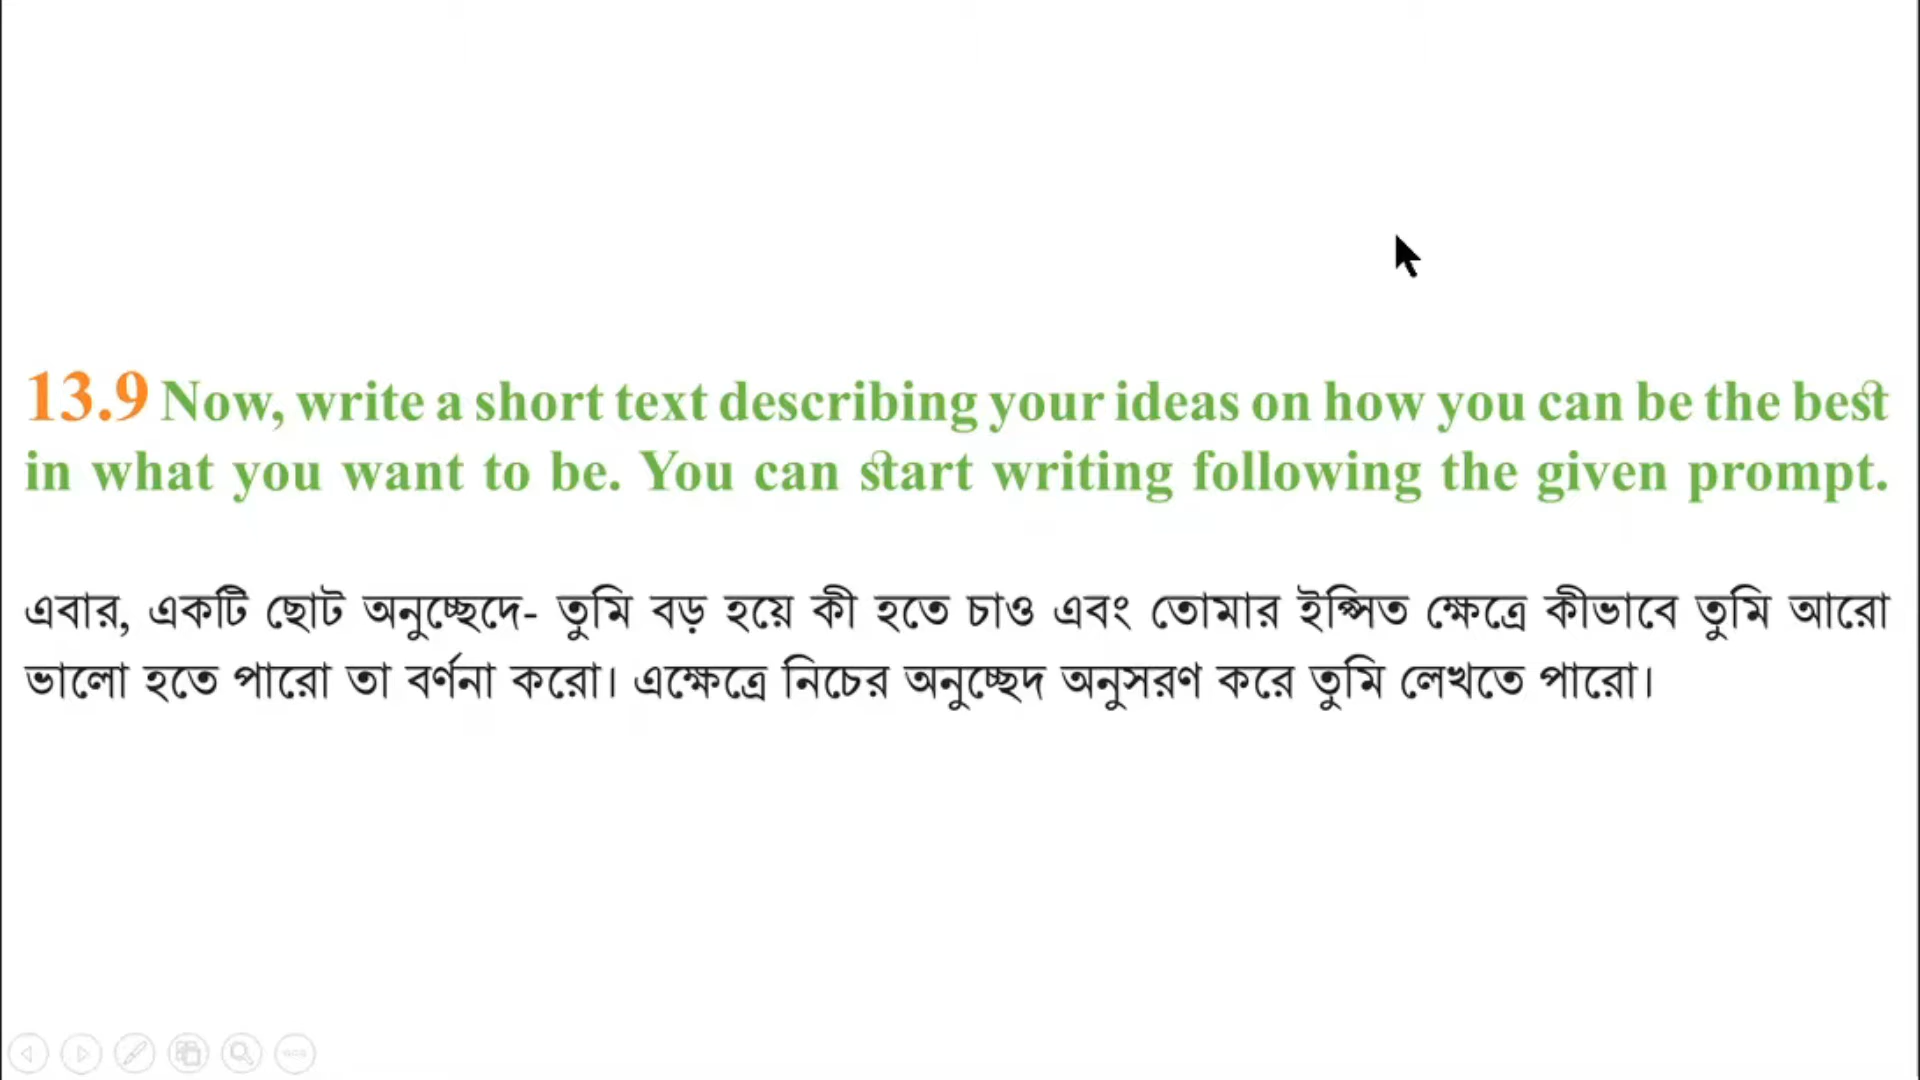 13.9 Now, write a short text describing your ideas on how you can be the best
in what you want to be. You can start writing following the given prompt.
এবার, একটি ছোট অনুচ্ছেদে- তুমি বড় হয়ে কী হতে চাও এবং তোমার ইপ্সিত ক্ষেত্রে কীভাবে তুমি আরো
ভালো হতে পারো তা বর্ণনা করো। এক্ষেত্রে নিচের অনুচ্ছেদ অনুসরণ করে তুমি লেখতে পারো।